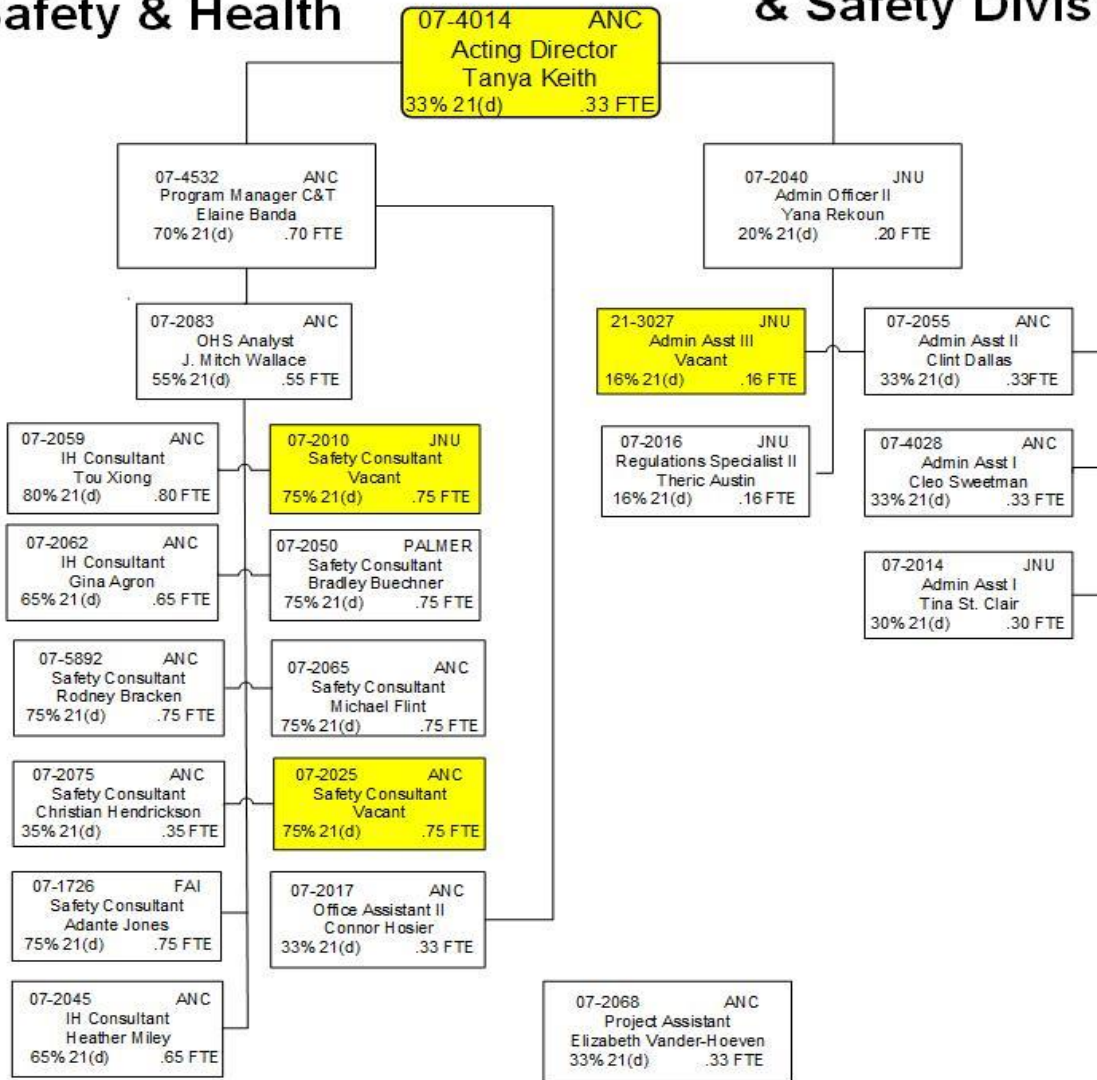 Safety & Health
& Safety Divis
07-4014 ANC
Acting Director
Tanya Keith
33% 21(d) .33 FTE
07-4532 ANC
Program Manager C&T
Elaine Banda
70% 21(d) .70 FTE
07-2040 JNU
Admin Officer II
Yana Rekoun
20% 21(d) .20 FTE
07-2083 ANC
OHS Analyst
J. Mitch Wallace
55% 21(d) .55 FTE
21-3027 JNU
Admin Asst III
Vacant
16% 21(d) .16 FTE
07-2055 ANC
Admin Asst II
Clint Dallas
33% 21(d) .33FTE
07-2059 ANC
IH Consultant
Tou Xiong
80% 21(d) .80 FTE
07-2010 JNU
Safety Consultant
Vacant
75% 21(d) .75 FTE
07-2016 JNU
Regulations Specialist II
Theric Austin
16% 21(d) .16 FTE
07-4028 ANC
Admin Asst I
Cleo Sweetman
33% 21(d) .33 FTE
07-2062 ANC
IH Consultant
Gina Agron
65% 21(d) .65 FTE
07-2050 PALMER
Safety Consultant
Bradley Buechner
75% 21(d) .75 FTE
07-2014 JNU
Admin Asst I
Tina St. Clair
30% 21(d) .30 FTE
07-5892 ANC
Safety Consultant
Rodney Bracken
75% 21(d) .75 FTE
07-2065 ANC
Safety Consultant
Michael Flint
75% 21(d) .75 FTE
07-2075 ANC
Safety Consultant
Christian Hendrickson
35% 21(d) .35 FTE
07-2025 ANC
Safety Consultant
Vacant
75% 21(d) .75 FTE
07-1726 FAI
Safety Consultant
Adante Jones
75% 21(d) .75 FTE
07-2017 ANC
Office Assistant II
Connor Hosier
33% 21(d) .33 FTE
07-2045 ANC
IH Consultant
Heather Miley
65% 21(d) .65 FTE
07-2068 ANC
Project Assistant
Elizabeth Vander-Hoeven
33% 21(d) .33 FTE